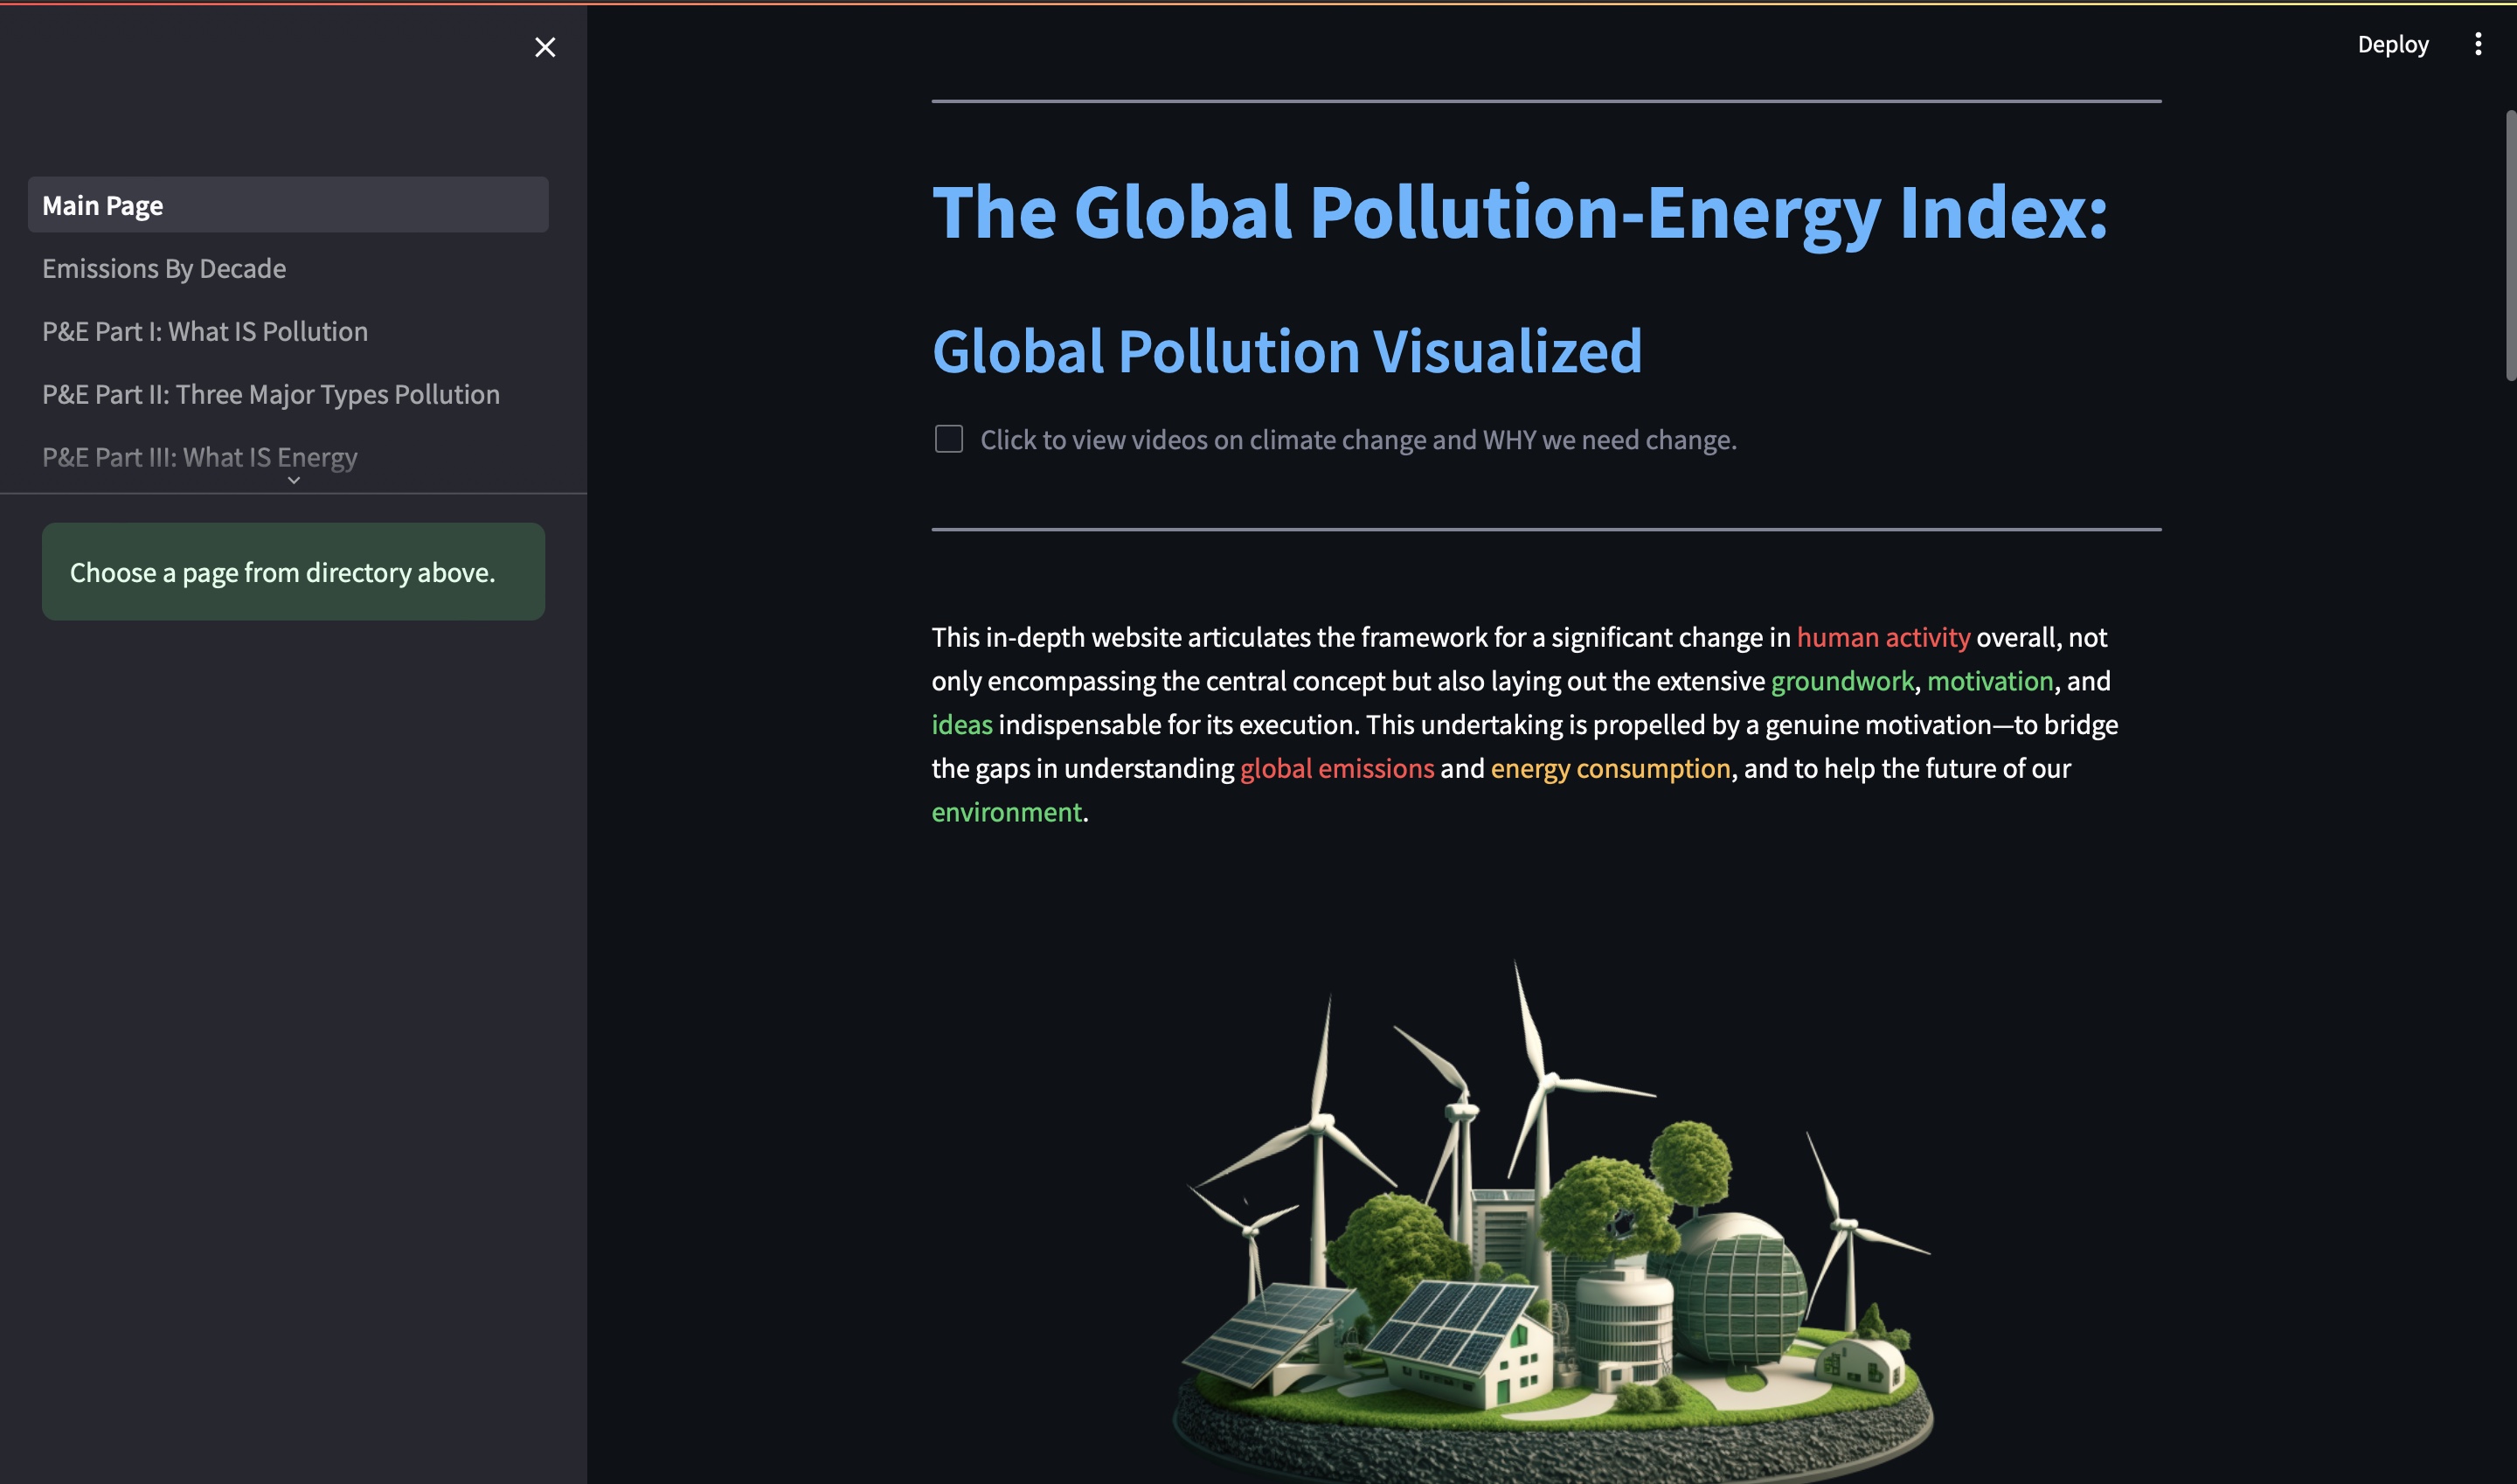 Deploy
Main Page
Emissions By Decade
P&E Part I: What IS Pollution
P&E Part II: Three Major Types Pollution
P&E Part III: What IS Energy
Choose a page from directory above.
The Global Pollution-Energy Index:
Global Pollution Visualized
Click to view videos on climate change and WHY we need change.
This in-depth website articulates the framework for a significant change in human activity overall, not
only encompassing the central concept but also laying out the extensive groundwork, motivation, and
ideas indispensable for its execution. This undertaking is propelled by a genuine motivation—to bridge
the gaps in understanding global emissions and energy consumption, and to help the future of our
environment.